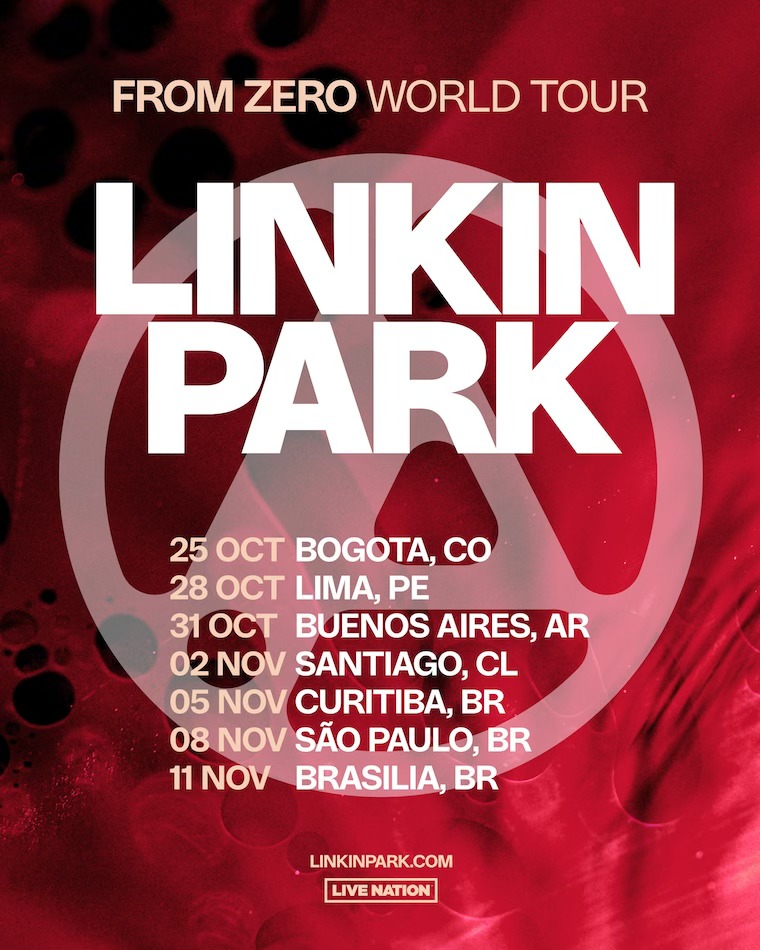 FROM ZERO WORLD TOUR
LINKIN
PARK
25 OCT BOGOTA, CO
28 OCT LIMA, PE
31 OCT BUENOS AIRES, AR
02 NOV SANTIAGO, CL
05 NOV CURITIBA, BR
08 NOV SÃO PAULO, BR
11 NOV BRASILIA, BR
LINKINPARK.COM
LIVE NATION